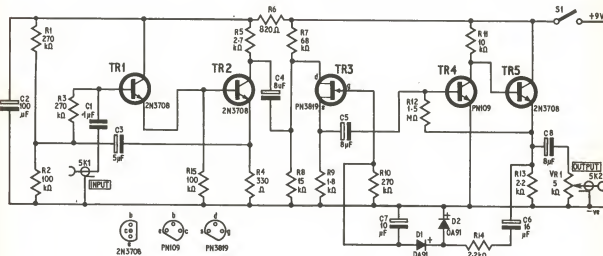 R1
270
kΩ
R5
2·7
kΩ
R6
820Ω
R7
68
kΩ
R11
10
kΩ
S1
+9V
C2
100
µF
R3
270
kΩ
C1
·1µF
TR1
2N3708
TR2
2N3708
C4
8µF
TR3
PN3819
d
g
s
TR4
PN109
TR5
2N3708
R12
1·5
MΩ
C3
5µF
C5
8µF
C8
8µF
R2
100
kΩ
SK1
INPUT
R15
100
kΩ
R4
330
Ω
R8
15
kΩ
R9
1·8
kΩ
R10
270
kΩ
R13
2·2
kΩ
VR1
5
kΩ
OUTPUT
SK2
-ve
C7
10
µF
D2
OA91
D1
OA91
R14
2·2kΩ
C6
16
µF
b
c
e
2N3708
b
e
c
PN109
d
s
g
PN3819